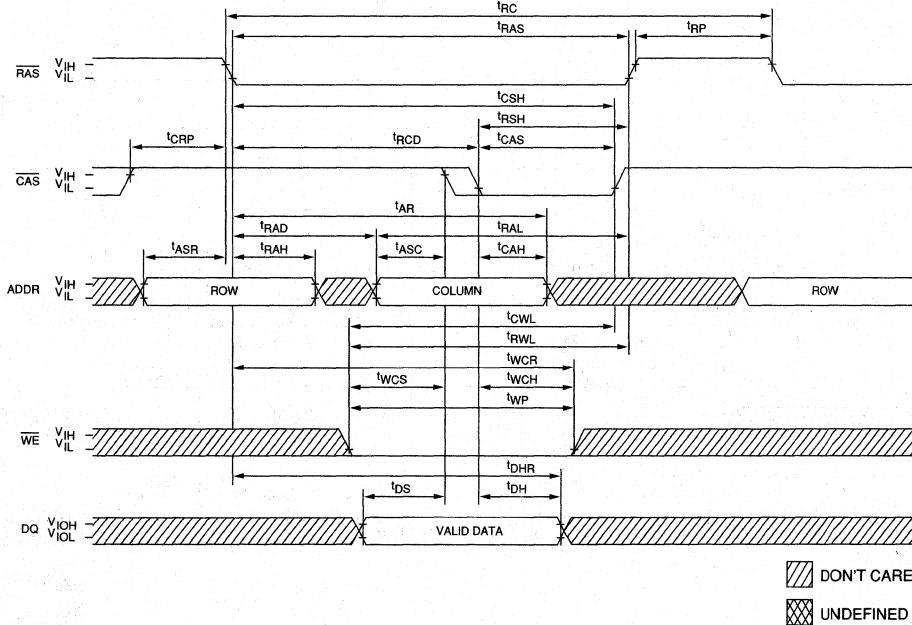 tRC
tRAS
tRP
RAS VIH
VIL
tCSH
tRSH
tCRP tRCD tCAS
CAS VIH
VIL
tAR
tRAD tRAL
tASR tRAH tASC tCAH
ADDR VIH
VIL
ROW COLUMN ROW
tCWL
tRWL
tWCR
tWCS tWCH
tWP
WE VIH
VIL
tDHR
tDS tDH
DQ VIOH
VIOL
VALID DATA
DON'T CARE
UNDEFINED